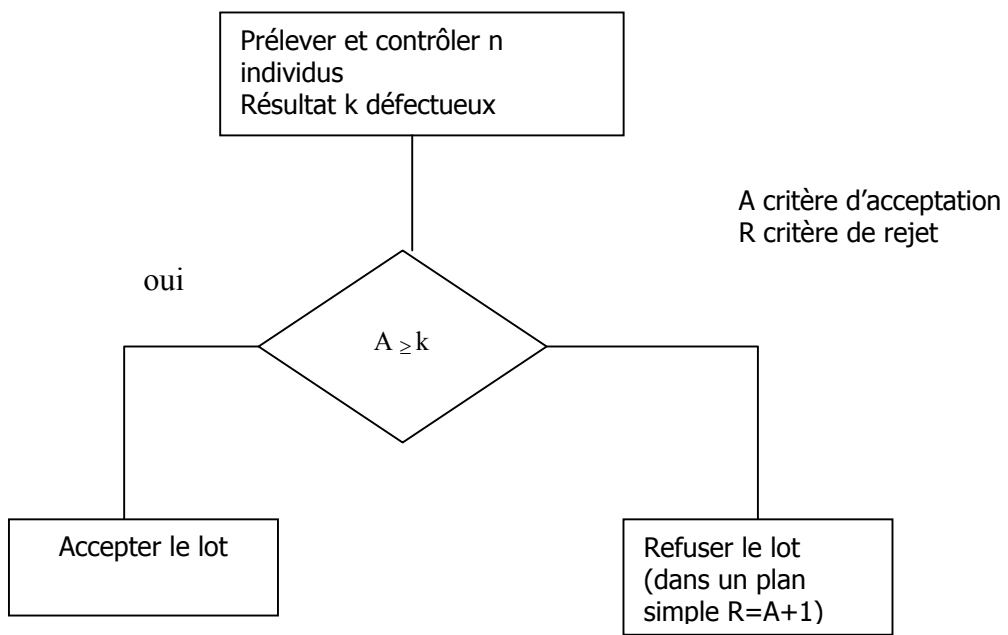 Prélever et contrôler n
individus
Résultat k défectueux
A critère d'acceptation
R critère de rejet
oui
A ≥ k
Accepter le lot
Refuser le lot
(dans un plan
simple R=A+1)